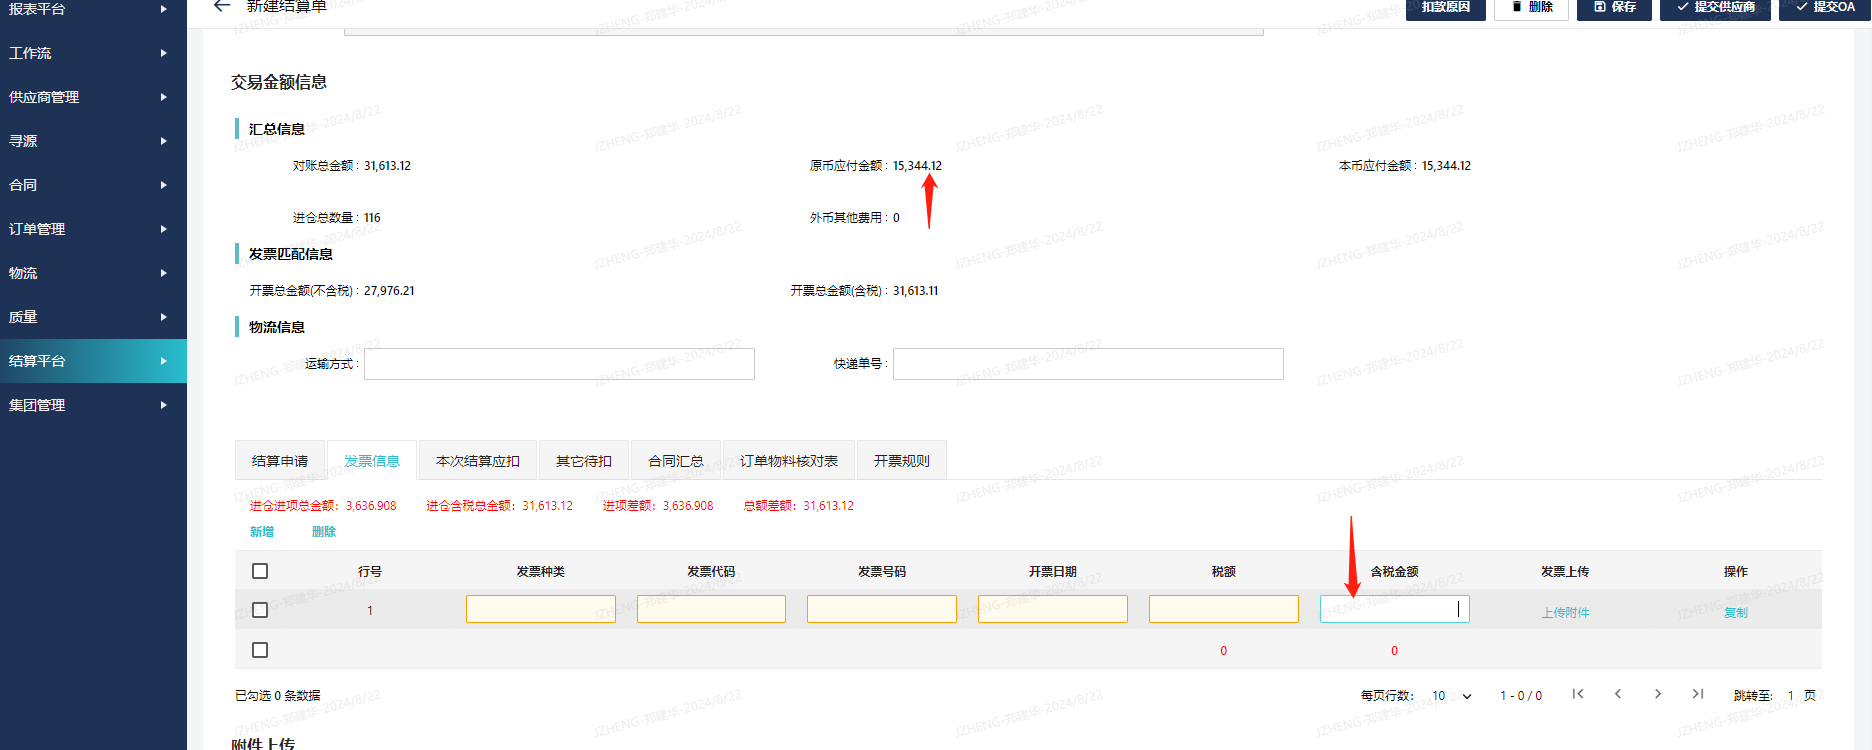 报表平台
新建结算单
扣款原因
删除
保存
提交供应商
提交OA
工作流
供应商管理
寻源
合同
订单管理
物流
质量
结算平台
集团管理
交易金额信息
汇总信息
对账总金额 : 31,613.12
原币应付金额 : 15,344.12
本币应付金额 : 15,344.12
进仓总数量 : 116
外币其他费用 : 0
发票匹配信息
开票总金额(不含税) : 27,976.21
开票总金额(含税) : 31,613.11
物流信息
运输方式 :
快递单号 :
结算申请
发票信息
本次结算应扣
其它待扣
合同汇总
订单物料核对表
开票规则
进仓进项总金额：3,636.908
进仓含税总金额：31,613.12
进项差额：3,636.908
总额差额：31,613.12
新增
删除
行号
发票种类
发票代码
发票号码
开票日期
税额
含税金额
发票上传
操作
1
上传附件
复制
0
0
已勾选 0 条数据
每页行数:
10
1 - 0 / 0
跳转至:
1
页
附件上传
JZHENG-郑建华-2024/8/22